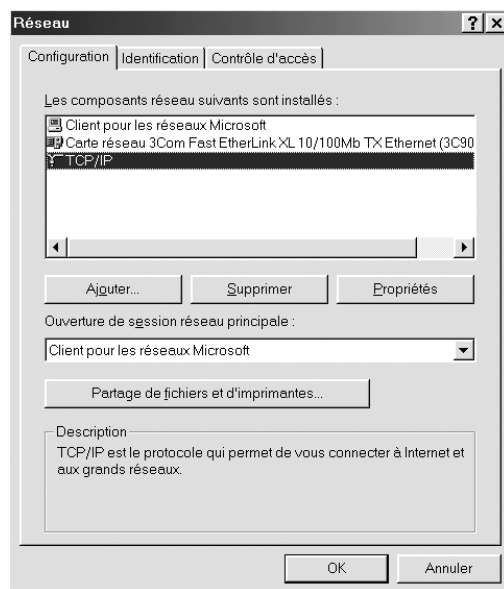 Réseau
Configuration
Identification
Contrôle d'accès
Les composants réseau suivants sont installés :
Client pour les réseaux Microsoft
Carte réseau 3Com Fast EtherLink XL 10/100Mb TX Ethernet (3C90
TCP/IP
Ajouter...
Supprimer
Propriétés
Ouverture de session réseau principale :
Client pour les réseaux Microsoft
Partage de fichiers et d'imprimantes...
Description
TCP/IP est le protocole qui permet de vous connecter à Internet et
aux grands réseaux.
OK
Annuler